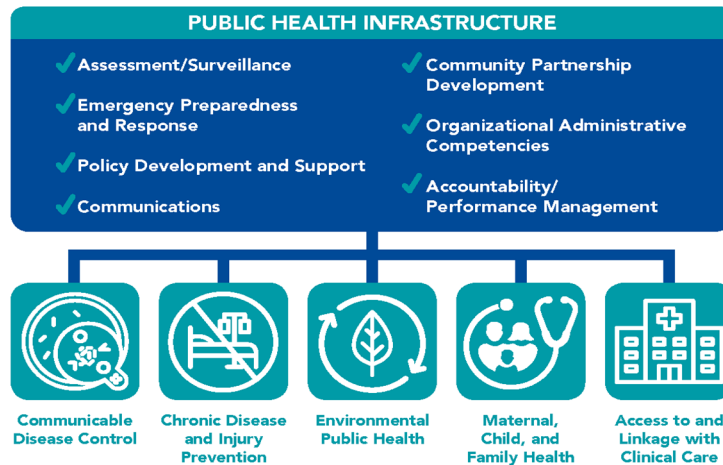 PUBLIC HEALTH INFRASTRUCTURE
Assessment/Surveillance
Emergency Preparedness
and Response
Policy Development and Support
Communications
Community Partnership
Development
Organizational Administrative
Competencies
Accountability/
Performance Management
Communicable
Disease Control
Chronic Disease
and Injury
Prevention
Environmental
Public Health
Maternal,
Child, and
Family Health
Access to and
Linkage with
Clinical Care